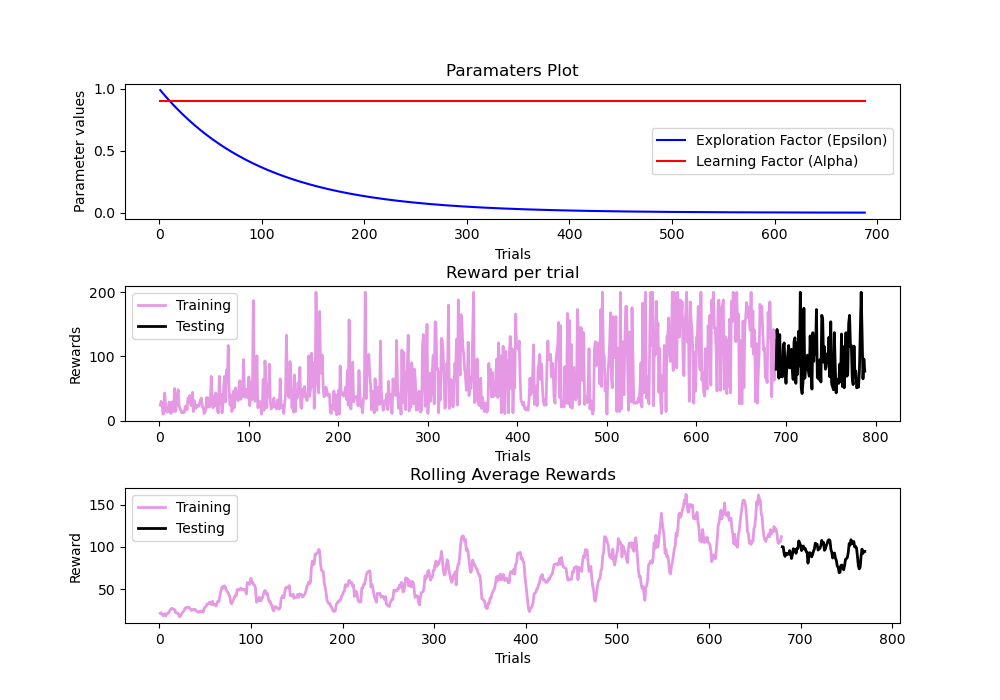 Paramaters Plot
Parameter values
1.0
0.5
0.0
Exploration Factor (Epsilon)
Learning Factor (Alpha)
0 100 200 300 400 500 600 700
Trials
Reward per trial
Rewards
200
100
0
Training
Testing
0 100 200 300 400 500 600 700 800
Trials
Rolling Average Rewards
Reward
150
100
50
Training
Testing
0 100 200 300 400 500 600 700 800
Trials